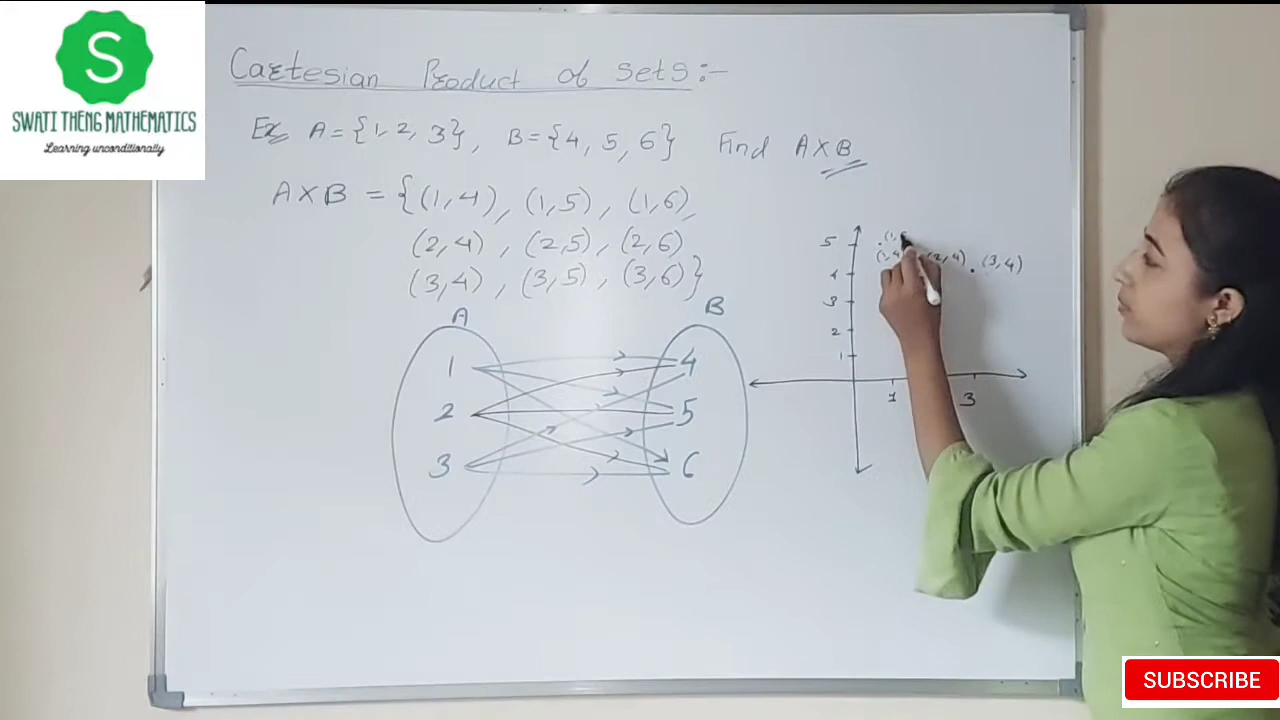 S
SWATI THENG MATHEMATICS
Learning unconditionally
Cartesian Product of Sets:-
Ex A = {1, 2, 3}, B = {4, 5, 6} Find A×B
A×B = {(1,4), (1,5), (1,6),
(2,4), (2,5), (2,6)
(3,4), (3,5), (3,6)}
A B
1 4
2 5
3 6
5
(2,4) . (3,4)
4
3
2
1
1 3
SUBSCRIBE